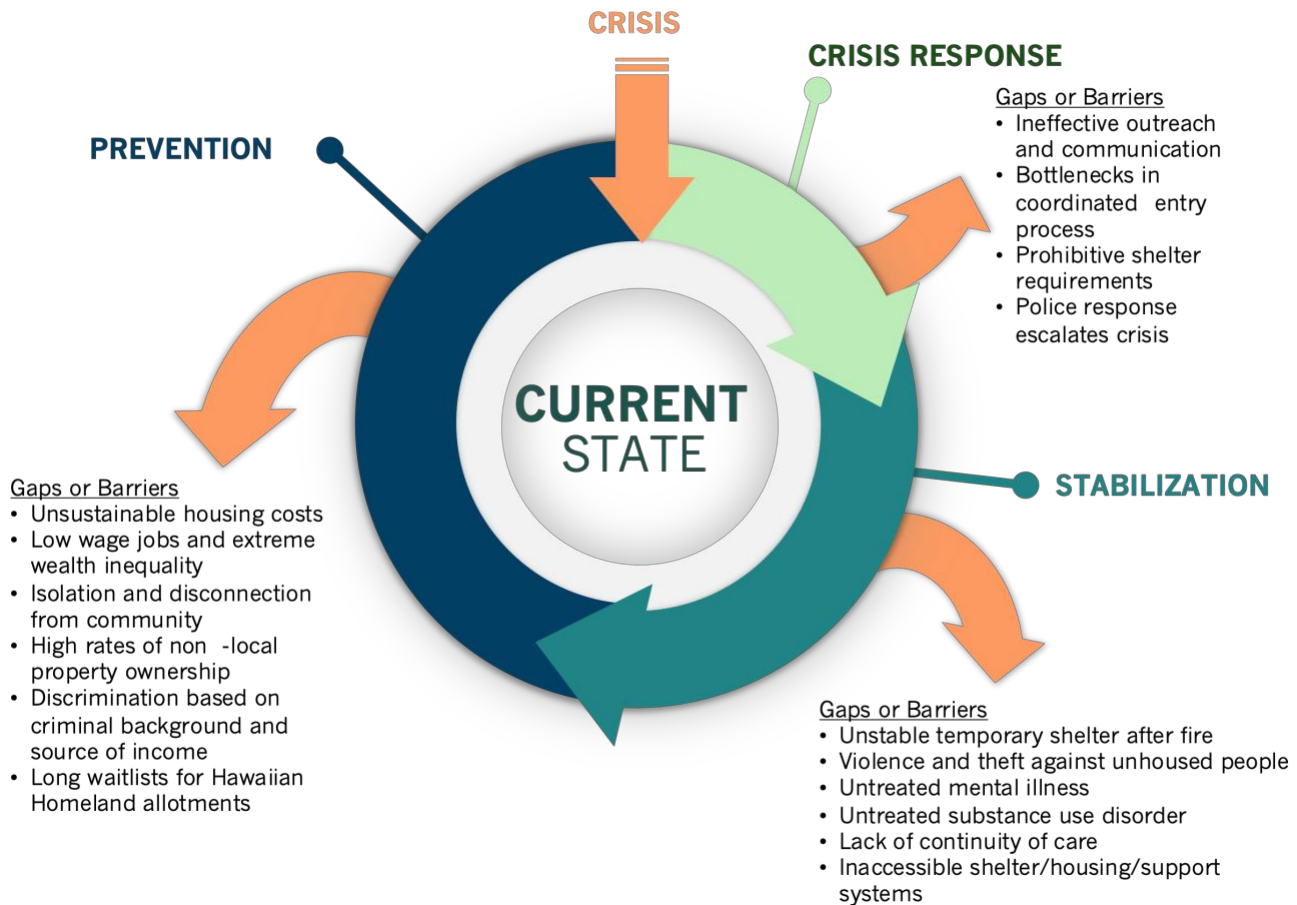 CRISIS
CRISIS RESPONSE
Gaps or Barriers
• Ineffective outreach
and communication
• Bottlenecks in
coordinated entry
process
• Prohibitive shelter
requirements
• Police response
escalates crisis
PREVENTION
CURRENT
STATE
STABILIZATION
Gaps or Barriers
• Unsustainable housing costs
• Low wage jobs and extreme
wealth inequality
• Isolation and disconnection
from community
• High rates of non -local
property ownership
• Discrimination based on
criminal background and
source of income
• Long waitlists for Hawaiian
Homeland allotments
Gaps or Barriers
• Unstable temporary shelter after fire
• Violence and theft against unhoused people
• Untreated mental illness
• Untreated substance use disorder
• Lack of continuity of care
• Inaccessible shelter/housing/support
systems